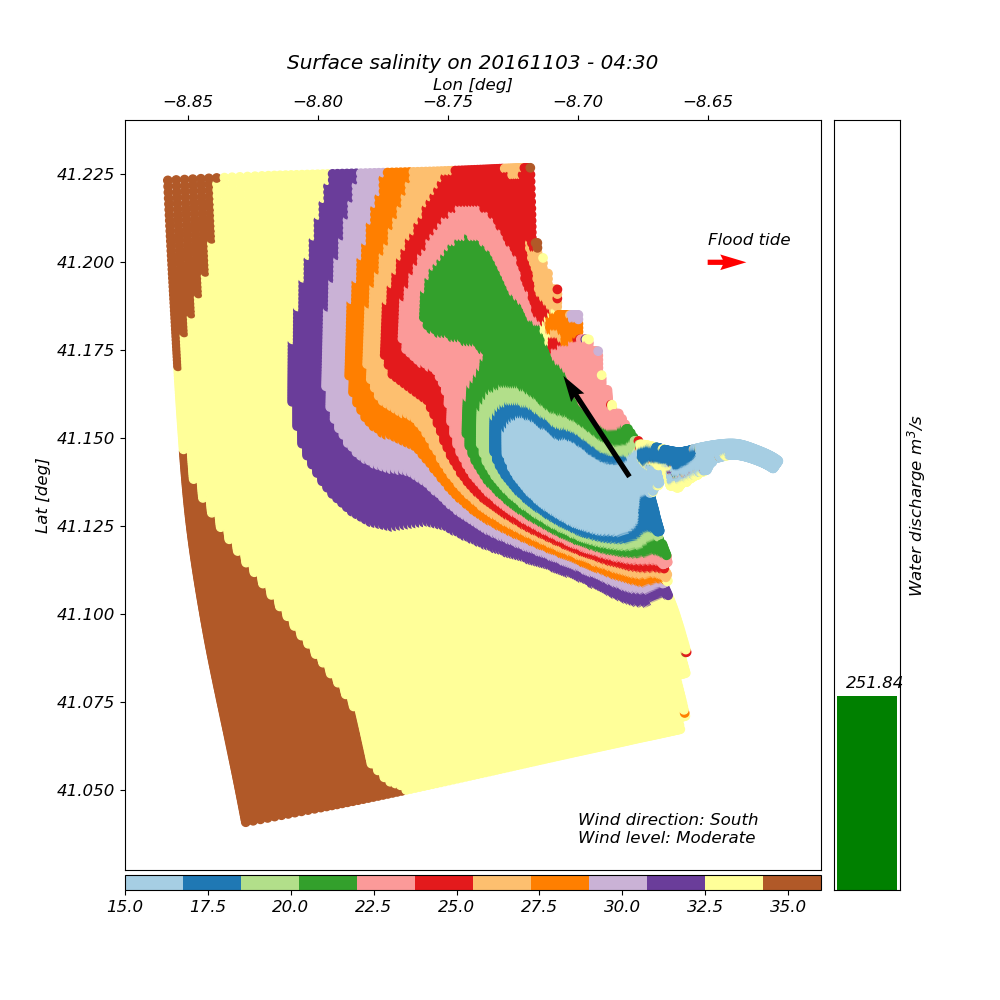 Surface salinity on 20161103 - 04:30
Lon [deg]
−8.85 −8.80 −8.75 −8.70 −8.65
41.225
41.200
41.175
41.150
41.125
41.100
41.075
41.050
Lat [deg]
Flood tide
Wind direction: South
Wind level: Moderate
251.84
Water discharge m³/s
15.0 17.5 20.0 22.5 25.0 27.5 30.0 32.5 35.0